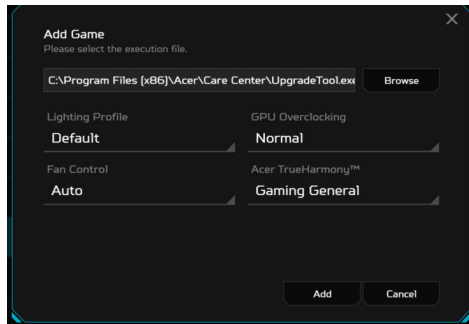 Add Game
Please select the execution file.
C:\Program Files (x86)\Acer\Care Center\UpgradeTool.exe
Browse
Lighting Profile
GPU Overclocking
Default
Normal
Fan Control
Acer TrueHarmony™
Auto
Gaming General
Add
Cancel